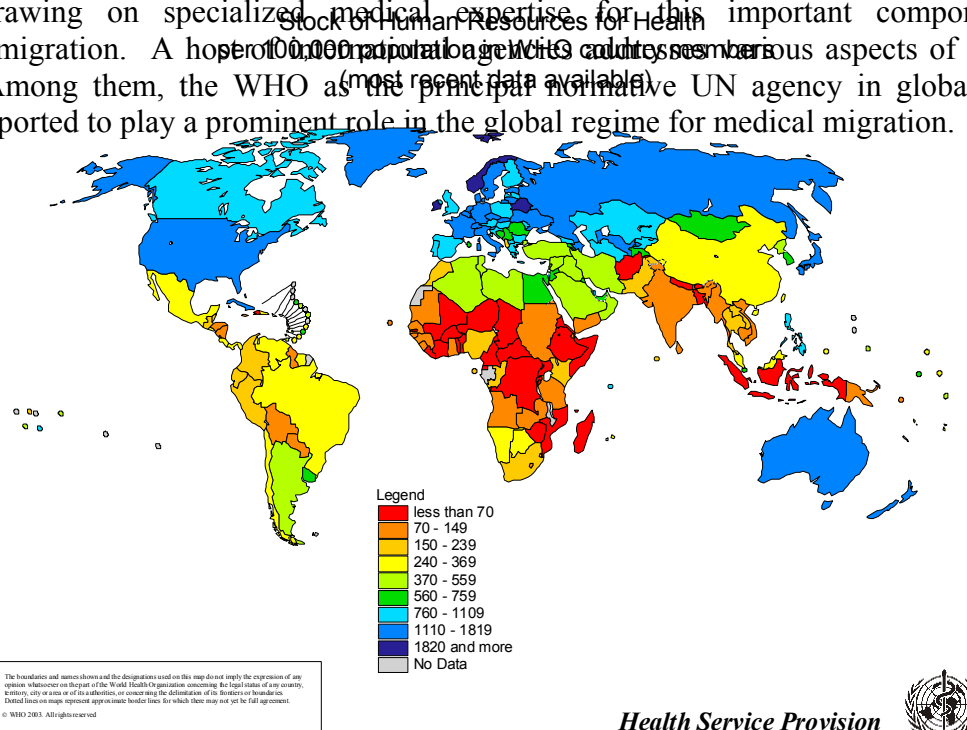 rawing on specialized medical expertise for this important compo
Stock of Human Resources for Health
migration. A host of international agencies addresses various aspects of
per 100,000 population in WHO country members
Among them, the WHO as the principal normative UN agency in globa
(most recent data available)
ported to play a prominent role in the global regime for medical migration.
Legend
less than 70
70 - 149
150 - 239
240 - 369
370 - 559
560 - 759
760 - 1109
1110 - 1819
1820 and more
No Data
The boundaries and names shown and the designations used on this map do not imply the expression of any
opinion whatsoever on the part of the World Health Organization concerning the legal status of any country,
territory, city or area or of its authorities, or concerning the delimitation of its frontiers or boundaries.
Dotted lines on maps represent approximate border lines for which there may not yet be full agreement.
© WHO 2003. All rights reserved
Health Service Provision